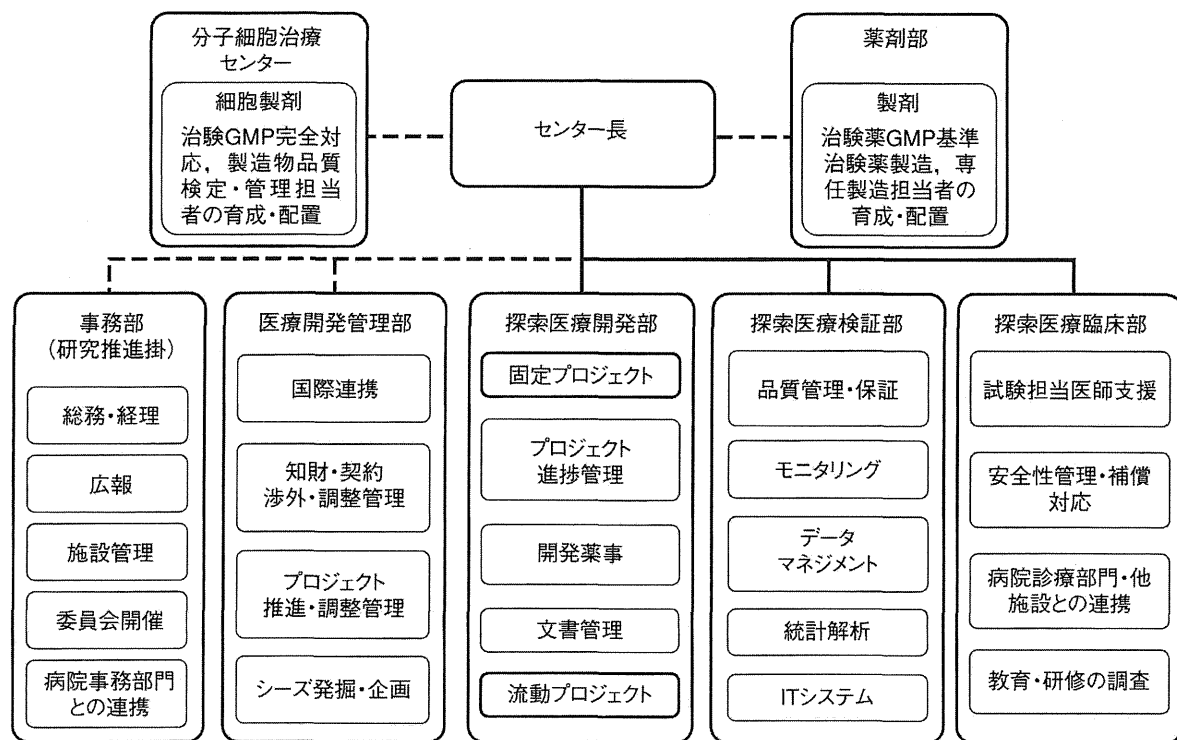 分子細胞治療
センター
細胞製剤
治験GMP完全対
応，製造物品質
検定・管理担当
者の育成・配置
センター長
薬剤部
製剤
治験薬GMP基準
治験薬製造，専
任製造担当者の
育成・配置
事務部
（研究推進掛）
総務・経理
広報
施設管理
委員会開催
病院事務部門
との連携
医療開発管理部
国際連携
知財・契約
渉外・調整管理
プロジェクト
推進・調整管理
シーズ発掘・企画
探索医療開発部
固定プロジェクト
プロジェクト
進捗管理
開発薬事
文書管理
流動プロジェクト
探索医療検証部
品質管理・保証
モニタリング
データ
マネジメント
統計解析
ITシステム
探索医療臨床部
試験担当医師支援
安全性管理・補償
対応
病院診療部門・他
施設との連携
教育・研修の調査